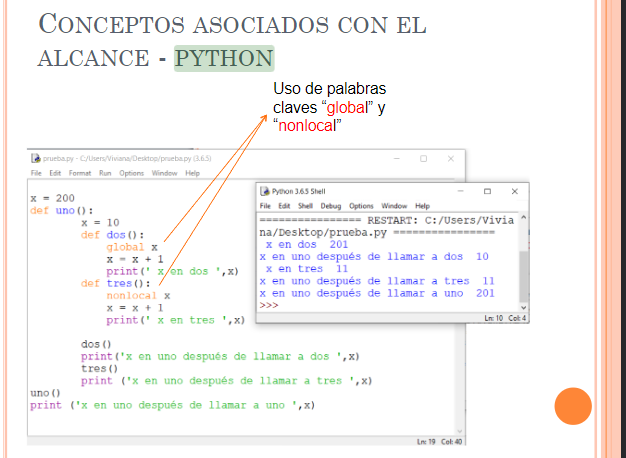 CONCEPTOS ASOCIADOS CON EL
ALCANCE - PYTHON
Uso de palabras
claves “global” y
“nonlocal”
prueba.py - C:/Users/Viviana/Desktop/prueba.py (3.6.5)
File Edit Format Run Options Window Help
x = 200
def uno():
        x = 10
        def dos():
            global x
            x = x + 1
            print(' x en dos ',x)
        def tres():
            nonlocal x
            x = x + 1
            print(' x en tres ',x)
        dos()
        print('x en uno después de llamar a dos ',x)
        tres()
        print ('x en uno después de llamar a tres ',x)
uno()
print ('x en uno después de llamar a uno ',x)
Ln: 19 Col: 40
Python 3.6.5 Shell
File Edit Shell Debug Options Window Help
================ RESTART: C:/Users/Vivia
na/Desktop/prueba.py ================
 x en dos  201
x en uno después de llamar a dos  10
 x en tres  11
x en uno después de llamar a tres  11
x en uno después de llamar a uno  201
>>>
Ln: 10 Col: 4